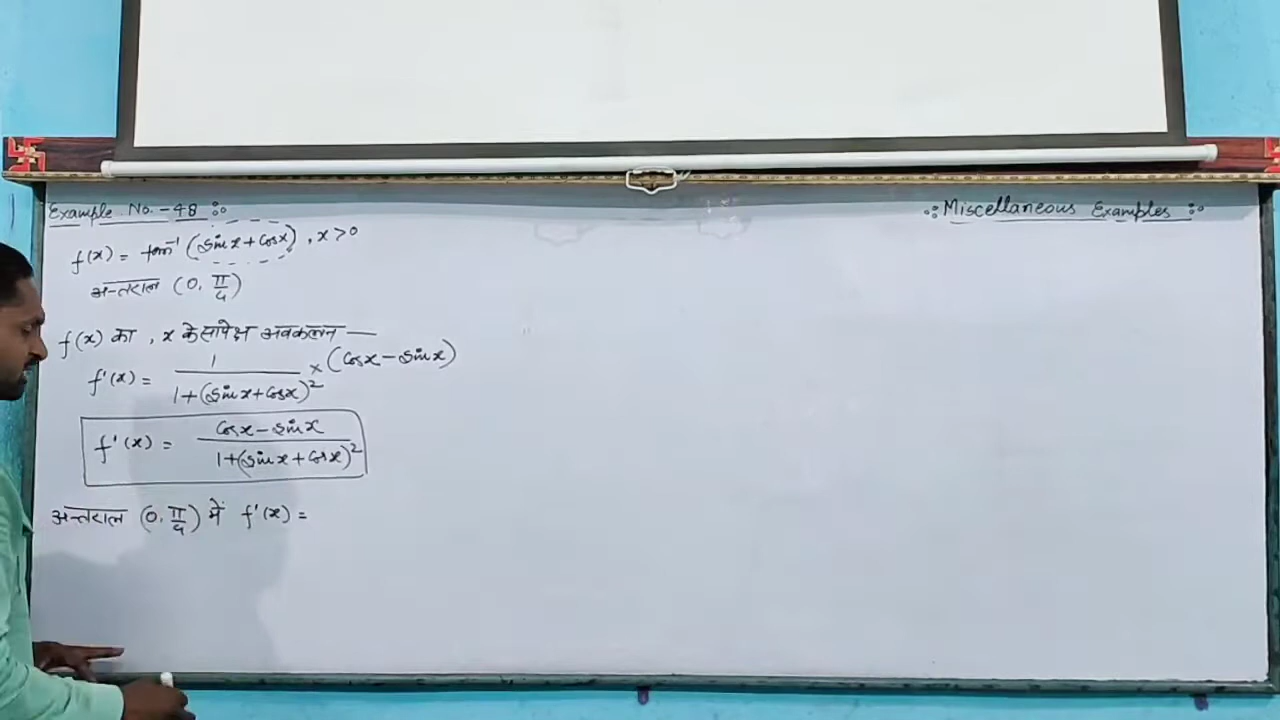 Example No. - 48 :
:. Miscellaneous Examples :.
f(x) = tan⁻¹ (Sin x + Cos x), x > 0
अन्तराल (0, π/4)
f(x) का , x के सापेक्ष अवकलन —
f'(x) = 1/(1+(Sin x + Cos x)²) × (Cos x – Sin x)
f'(x) = (Cos x – Sin x)/(1+(Sin x + Cos x)²)
अन्तराल (0, π/4) में f'(x) =